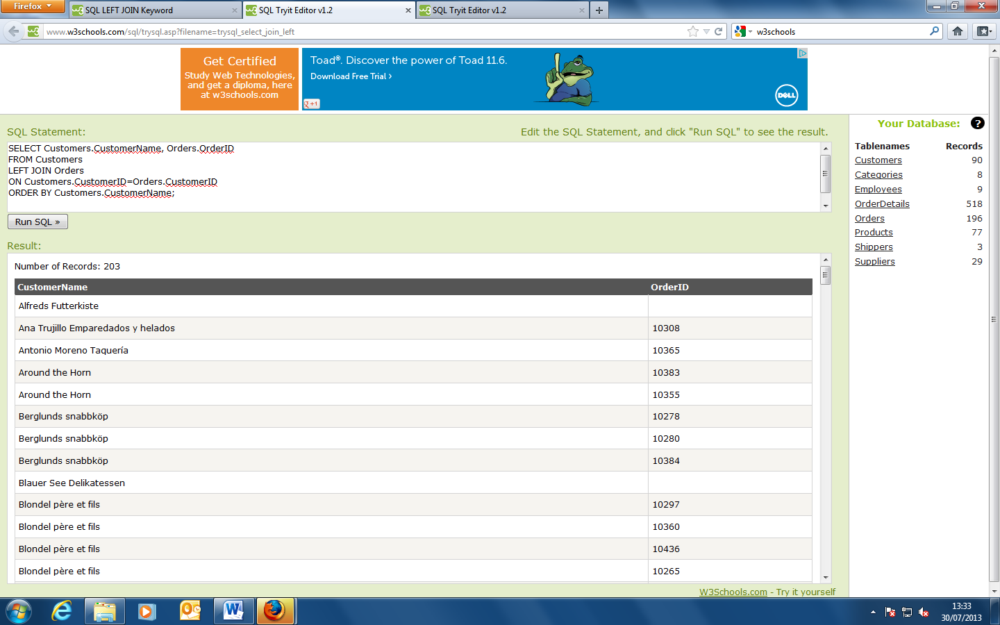 Firefox
SQL LEFT JOIN Keyword
SQL Tryit Editor v1.2
SQL Tryit Editor v1.2
www.w3schools.com/sql/trysql.asp?filename=trysql_select_join_left
w3schools
Get Certified
Study Web Technologies,
and get a diploma, here
at w3schools.com
Toad®. Discover the power of Toad 11.6.
Download Free Trial ›
+1
DELL
SQL Statement:
Edit the SQL Statement, and click "Run SQL" to see the result.
SELECT Customers.CustomerName, Orders.OrderID
FROM Customers
LEFT JOIN Orders
ON Customers.CustomerID=Orders.CustomerID
ORDER BY Customers.CustomerName;
Run SQL »
Result:
Number of Records: 203
CustomerName OrderID
Alfreds Futterkiste
Ana Trujillo Emparedados y helados 10308
Antonio Moreno Taquería 10365
Around the Horn 10383
Around the Horn 10355
Berglunds snabbköp 10278
Berglunds snabbköp 10280
Berglunds snabbköp 10384
Blauer See Delikatessen
Blondel père et fils 10297
Blondel père et fils 10360
Blondel père et fils 10436
Blondel père et fils 10265
W3Schools.com - Try it yourself
Your Database: ?
Tablenames Records
Customers 90
Categories 8
Employees 9
OrderDetails 518
Orders 196
Products 77
Shippers 3
Suppliers 29
13:33
30/07/2013